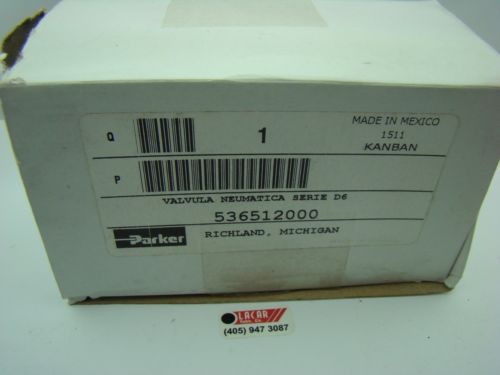 Q
1
MADE IN MEXICO
1511
KANBAN
P
VALVULA NEUMATICA SERIE D6
536512000
Parker
RICHLAND, MICHIGAN
LACAR
(405) 947 3087